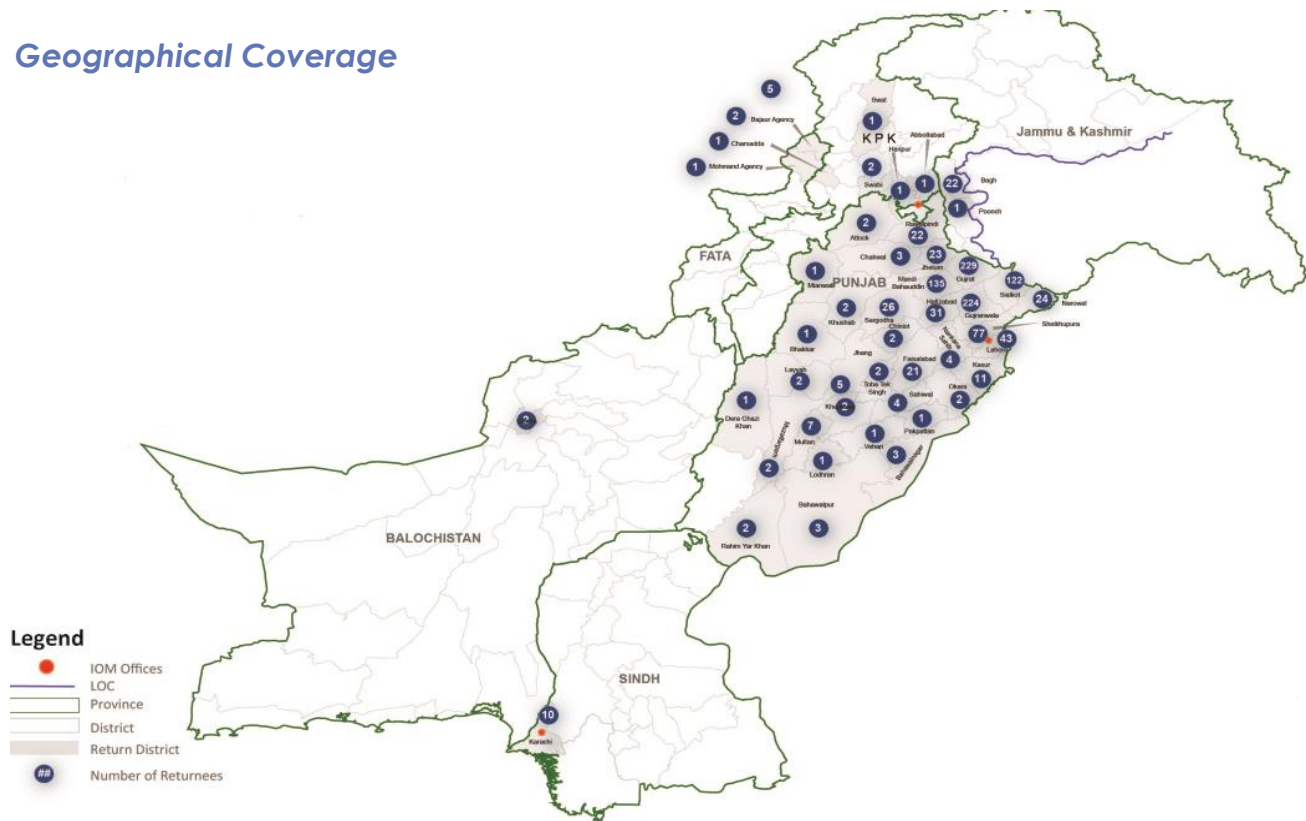 Geographical Coverage
5
Swat
2
Bajaur Agency
1
Abbottabad
Jammu & Kashmir
KPK
1
Charsadda
Haripur
1
Mohmand Agency
2
Swabi
1
1
22
Bagh
1
Poonch
2
Attock
Rawalpindi
22
FATA
Chakwal
3
23
Jhelum
229
Gujrat
1
Mianwali
PUNJAB
Mandi
Bahauddin
135
122
Sialkot
24
Narowal
2
Khushab
26
Sargodha
Hafizabad
31
224
Gujranwala
Sheikhupura
1
Bhakkar
Chiniot
2
Nankana
Sahib
77
43
Lahore
Jhang
Faisalabad
4
Kasur
Layyah
2
5
2
Toba Tek
Singh
21
11
Okara
2
1
Dera Ghazi
Khan
2
Sahiwal
4
1
Pakpattan
2
7
Multan
1
Vehari
3
Bahawalnagar
Muzaffargarh
2
1
Lodhran
Bahawalpur
2
Rahim Yar Khan
3
BALOCHISTAN
Legend
IOM Offices
LOC
Province
SINDH
District
10
Return District
Karachi
##
Number of Returnees